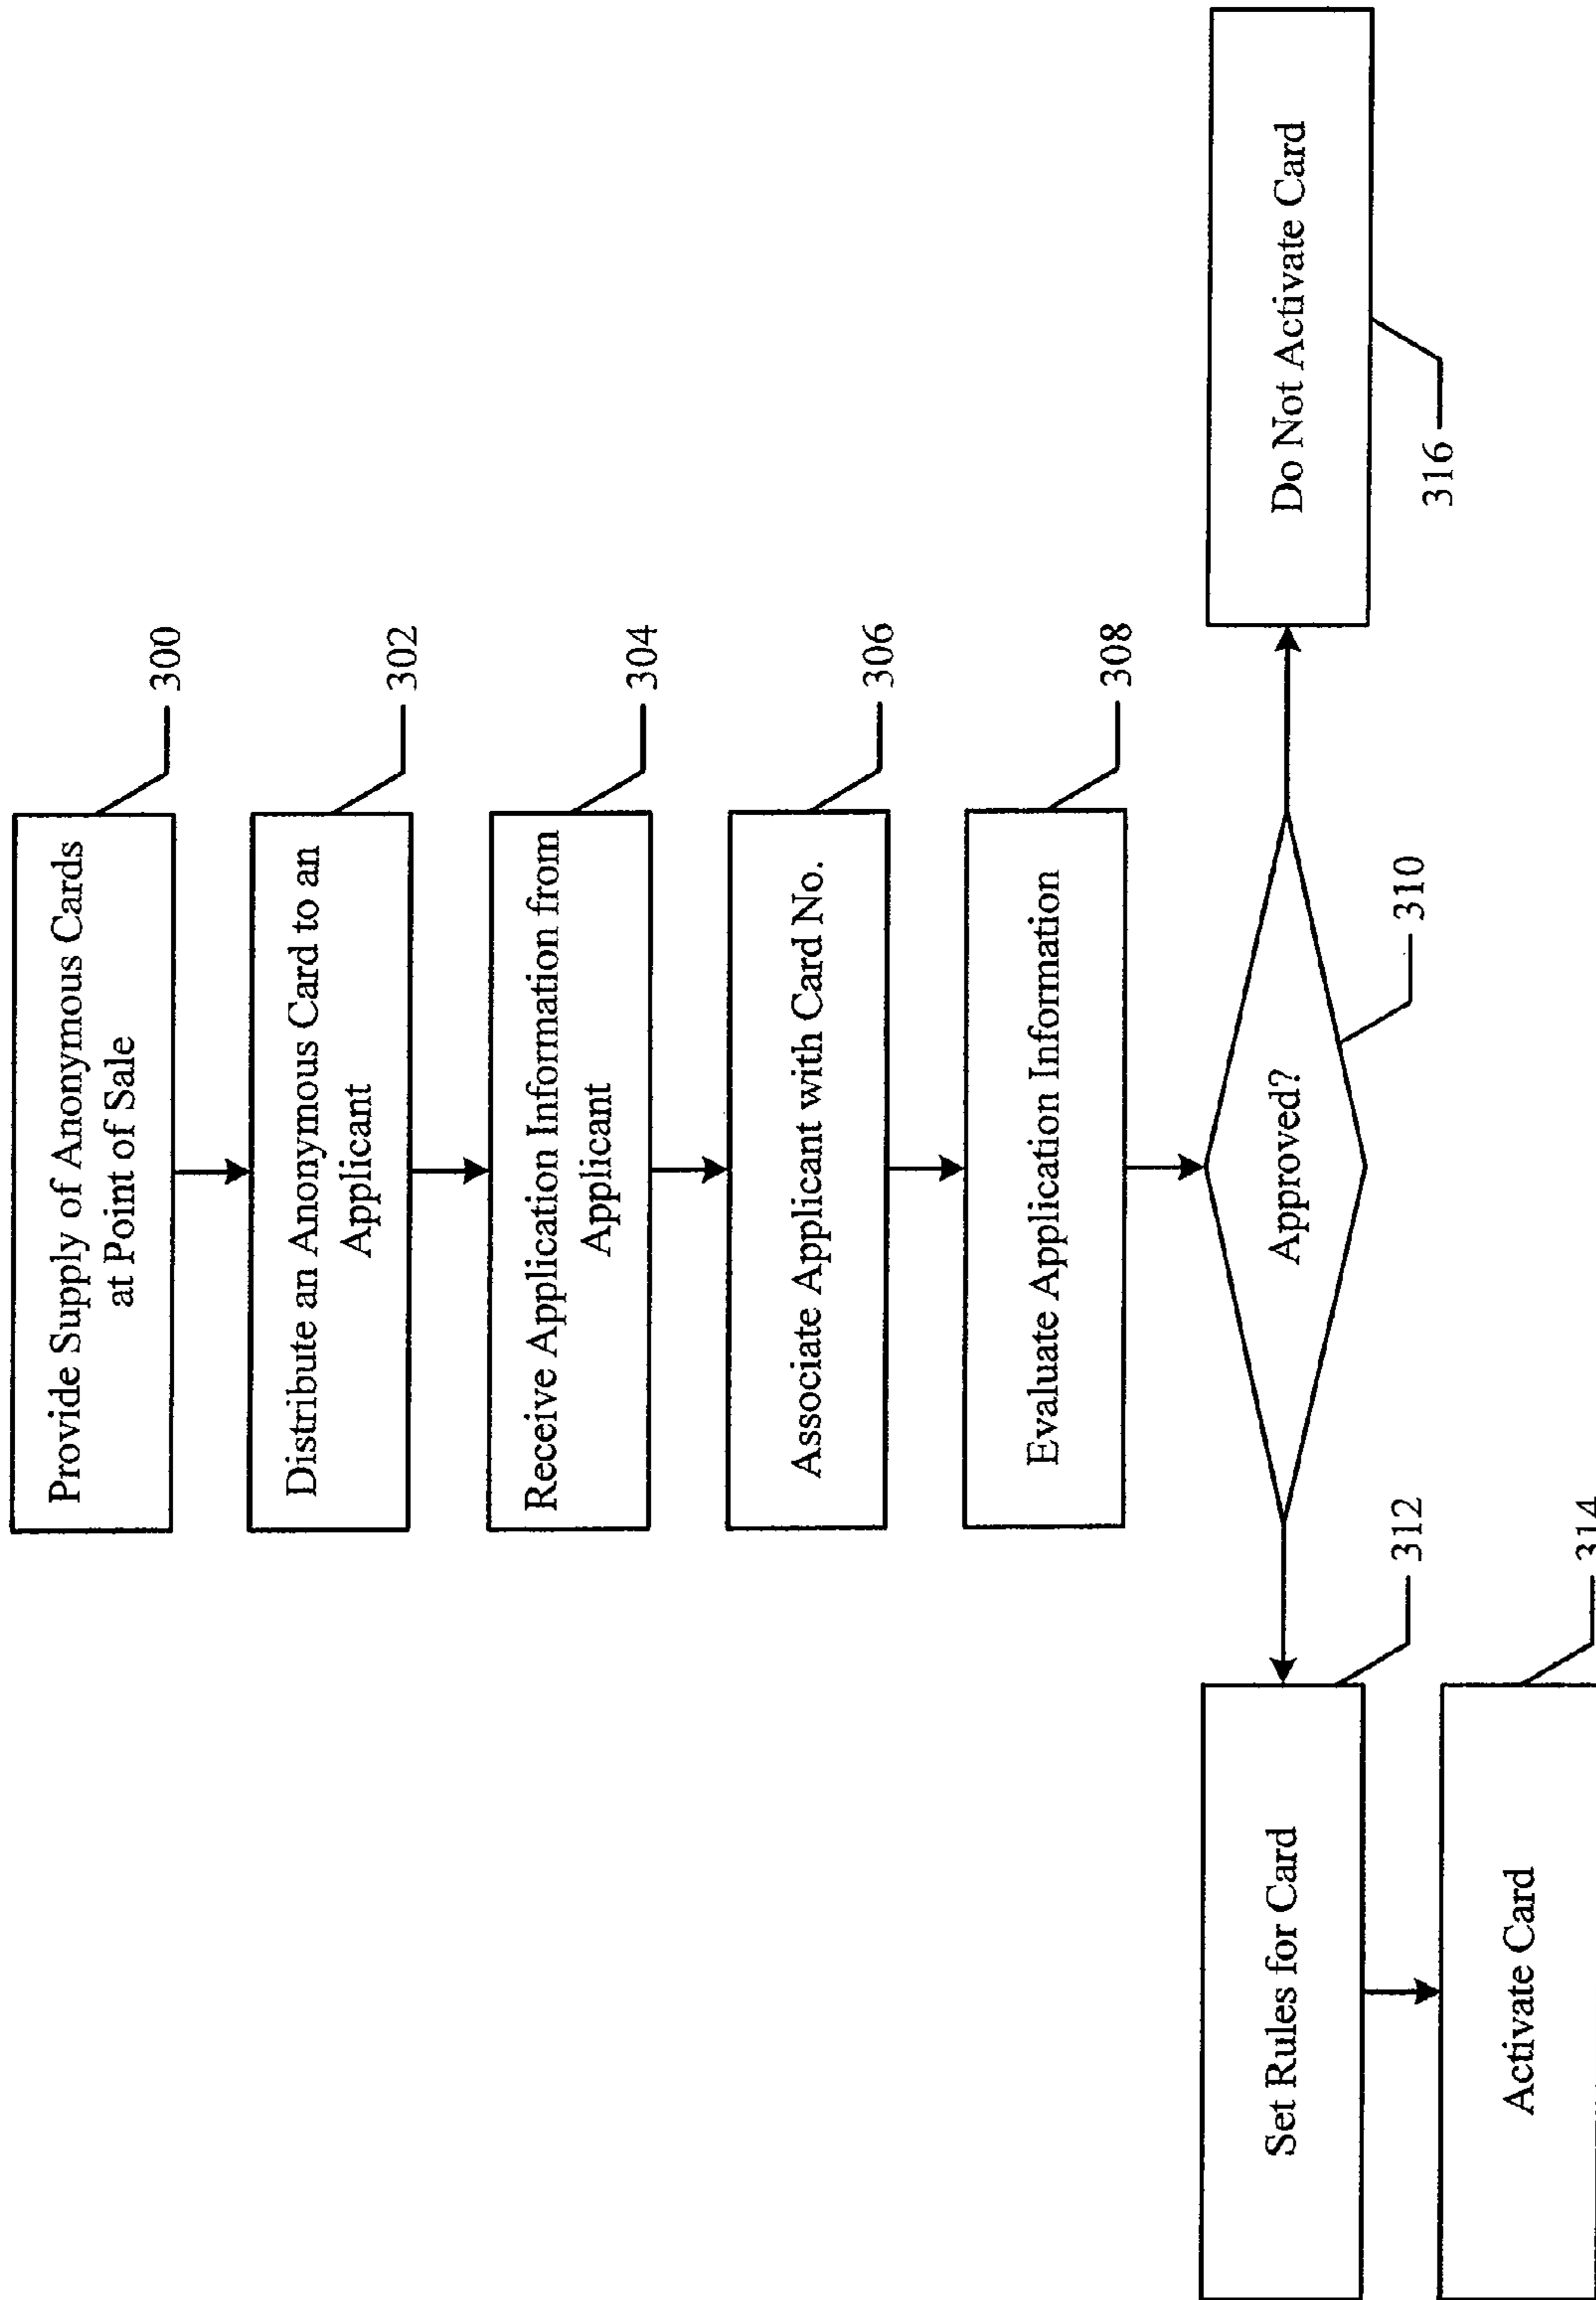 Provide Supply of Anonymous Cards
at Point of Sale
300
Distribute an Anonymous Card to an
Applicant
302
Receive Application Information from
Applicant
304
Associate Applicant with Card No.
306
Evaluate Application Information
308
Approved?
310
Set Rules for Card
312
Activate Card
314
Do Not Activate Card
316